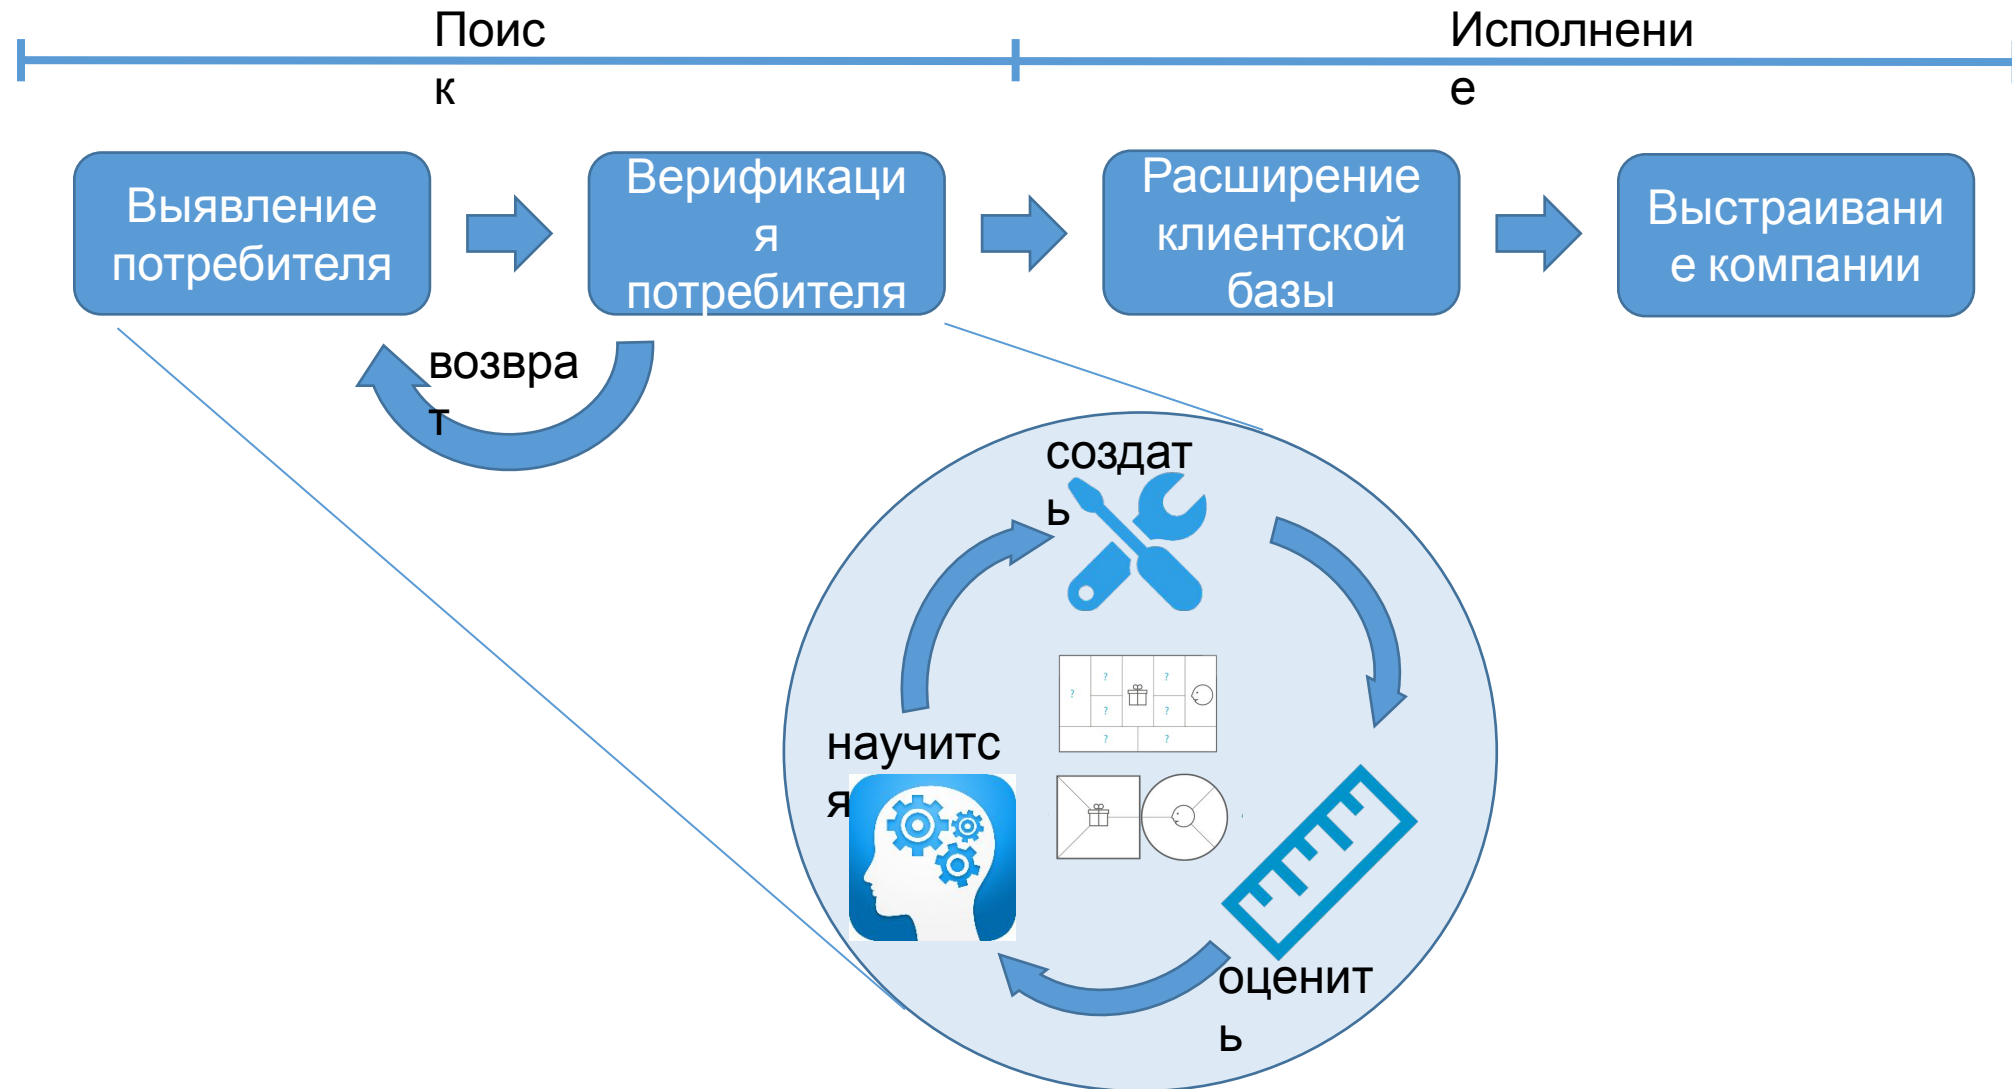 Поис
к
Исполнени
е
Выявление
потребителя
Верификаци
я
потребителя
Расширение
клиентской
базы
Выстраивани
е компании
возвра
т
создат
ь
? ? ?
? ?
? ?
научитс
я
оценит
ь